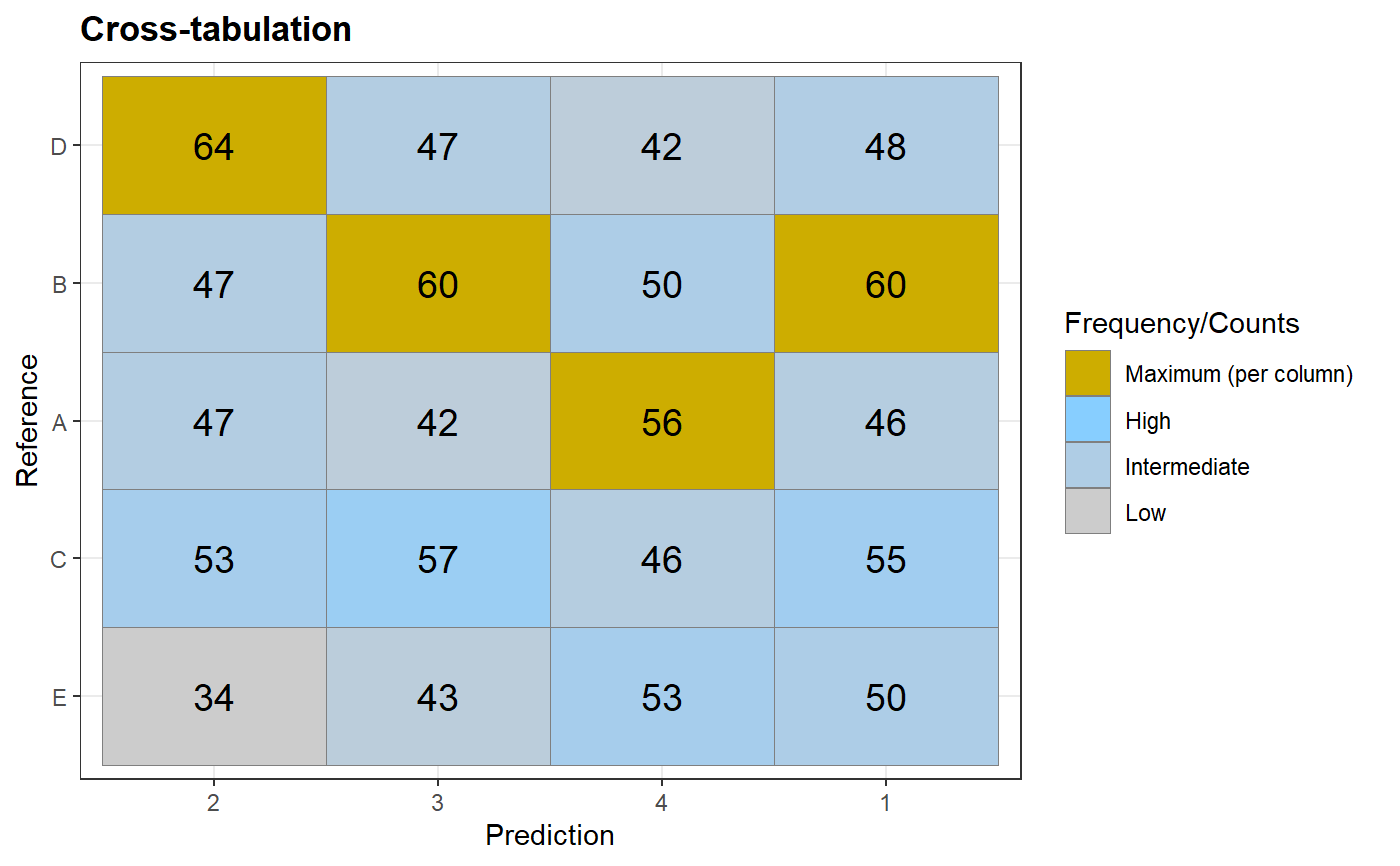 Cross-tabulation
D 64 47 42 48
B 47 60 50 60
A 47 42 56 46
C 53 57 46 55
E 34 43 53 50
2 3 4 1
Prediction
Reference
Frequency/Counts
Maximum (per column)
High
Intermediate
Low